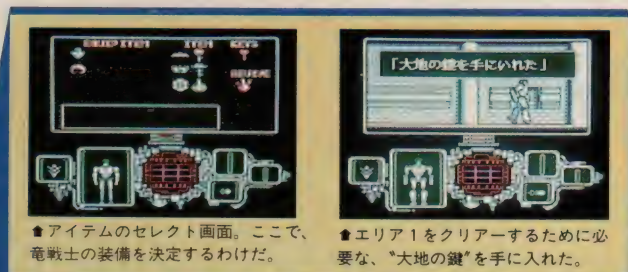 EQUIP ITEM ITEM KEYS
「大地の鍵を手にいれた」
⬆アイテムのセレクト画面。ここで、
竜戦士の装備を決定するわけだ。
⬆エリア1をクリアーするために必
要な、“大地の鍵”を手に入れた。